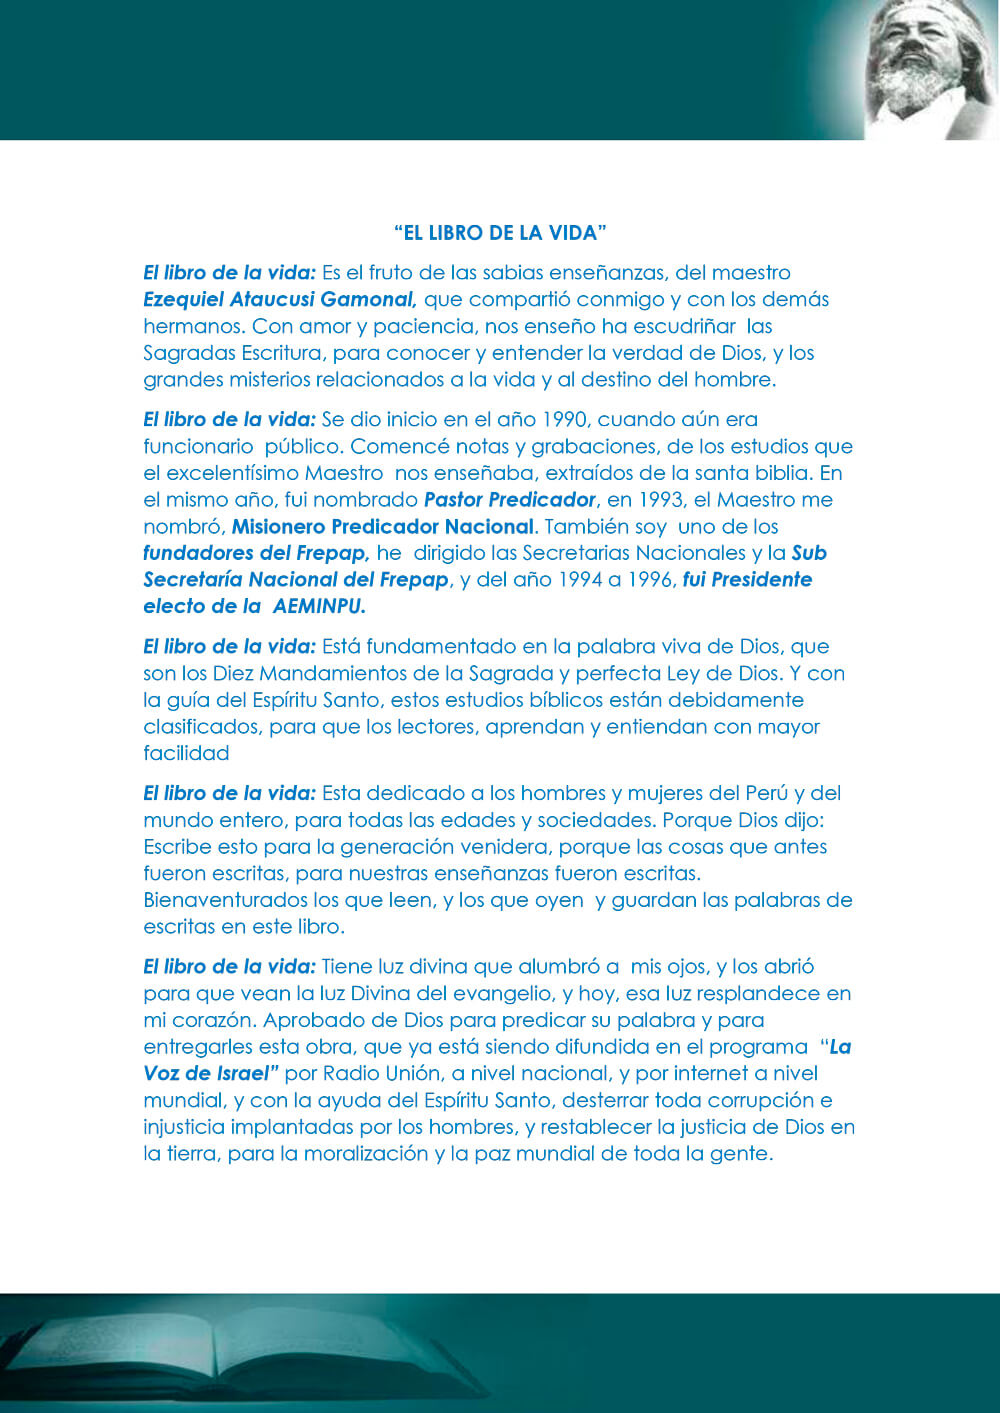 “EL LIBRO DE LA VIDA”
El libro de la vida: Es el fruto de las sabias enseñanzas, del maestro
Ezequiel Ataucusi Gamonal, que compartió conmigo y con los demás
hermanos. Con amor y paciencia, nos enseño ha escudriñar las
Sagradas Escritura, para conocer y entender la verdad de Dios, y los
grandes misterios relacionados a la vida y al destino del hombre.
El libro de la vida: Se dio inicio en el año 1990, cuando aún era
funcionario público. Comencé notas y grabaciones, de los estudios que
el excelentísimo Maestro nos enseñaba, extraídos de la santa biblia. En
el mismo año, fui nombrado Pastor Predicador, en 1993, el Maestro me
nombró, Misionero Predicador Nacional. También soy uno de los
fundadores del Frepap, he dirigido las Secretarias Nacionales y la Sub
Secretaría Nacional del Frepap, y del año 1994 a 1996, fui Presidente
electo de la AEMINPU.
El libro de la vida: Está fundamentado en la palabra viva de Dios, que
son los Diez Mandamientos de la Sagrada y perfecta Ley de Dios. Y con
la guía del Espíritu Santo, estos estudios bíblicos están debidamente
clasificados, para que los lectores, aprendan y entiendan con mayor
facilidad
El libro de la vida: Esta dedicado a los hombres y mujeres del Perú y del
mundo entero, para todas las edades y sociedades. Porque Dios dijo:
Escribe esto para la generación venidera, porque las cosas que antes
fueron escritas, para nuestras enseñanzas fueron escritas.
Bienaventurados los que leen, y los que oyen y guardan las palabras de
escritas en este libro.
El libro de la vida: Tiene luz divina que alumbró a mis ojos, y los abrió
para que vean la luz Divina del evangelio, y hoy, esa luz resplandece en
mi corazón. Aprobado de Dios para predicar su palabra y para
entregarles esta obra, que ya está siendo difundida en el programa “La
Voz de Israel” por Radio Unión, a nivel nacional, y por internet a nivel
mundial, y con la ayuda del Espíritu Santo, desterrar toda corrupción e
injusticia implantadas por los hombres, y restablecer la justicia de Dios en
la tierra, para la moralización y la paz mundial de toda la gente.